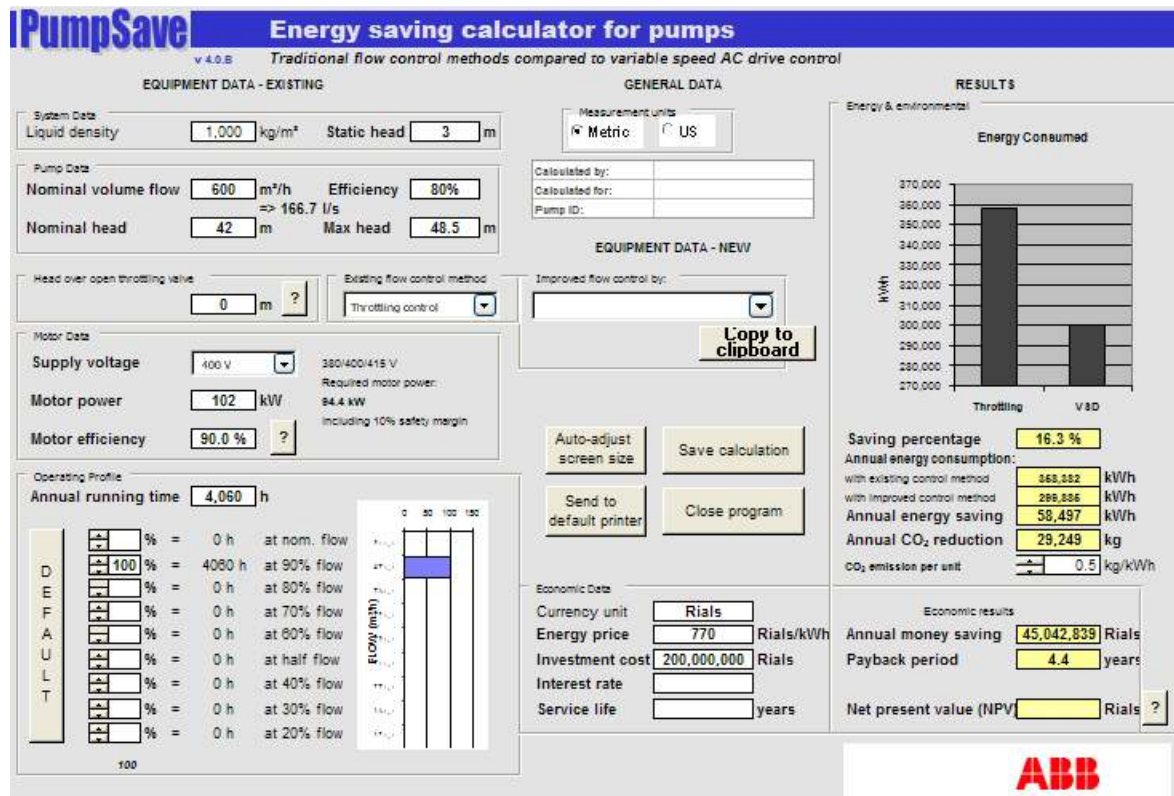 PumpSave
Energy saving calculator for pumps
v 4.0.B
Traditional flow control methods compared to variable speed AC drive control
EQUIPMENT DATA - EXISTING
System Data
Liquid density 1,000 kg/m³ Static head 3 m
Pump Data
Nominal volume flow 600 m³/h Efficiency 80%
=> 166.7 l/s
Nominal head 42 m Max head 48.5 m
Head over open throttling valve
0 m ?
Existing flow control method
Throttling control
Motor Data
Supply voltage 400 V 380/400/415 V
Required motor power:
Motor power 102 kW 94.4 kW
including 10% safety margin
Motor efficiency 90.0 % ?
Operating Profile
Annual running time 4,060 h
0 50 100 150
DEFAULT
% = 0 h at nom. flow
100 % = 4060 h at 90% flow
% = 0 h at 80% flow
% = 0 h at 70% flow
% = 0 h at 60% flow
% = 0 h at half flow
% = 0 h at 40% flow
% = 0 h at 30% flow
% = 0 h at 20% flow
FLOW (m³/h)
100
GENERAL DATA
Measurement units
Metric US
Calculated by:
Calculated for:
Pump ID:
EQUIPMENT DATA - NEW
Improved flow control by:
Copy to
clipboard
Auto-adjust
screen size
Save calculation
Send to
default printer
Close program
Economic Data
Currency unit Rials
Energy price 770 Rials/kWh
Investment cost 200,000,000 Rials
Interest rate
Service life years
RESULTS
Energy & environmental
Energy Consumed
370,000
360,000
350,000
340,000
330,000
320,000
310,000
300,000
290,000
280,000
270,000
kWh
Throttling VSD
Saving percentage 16.3 %
Annual energy consumption:
with existing control method 358,382 kWh
with improved control method 299,885 kWh
Annual energy saving 58,497 kWh
Annual CO₂ reduction 29,249 kg
CO₂ emission per unit 0.5 kg/kWh
Economic results
Annual money saving 45,042,839 Rials
Payback period 4.4 years
Net present value (NPV) Rials ?
ABB